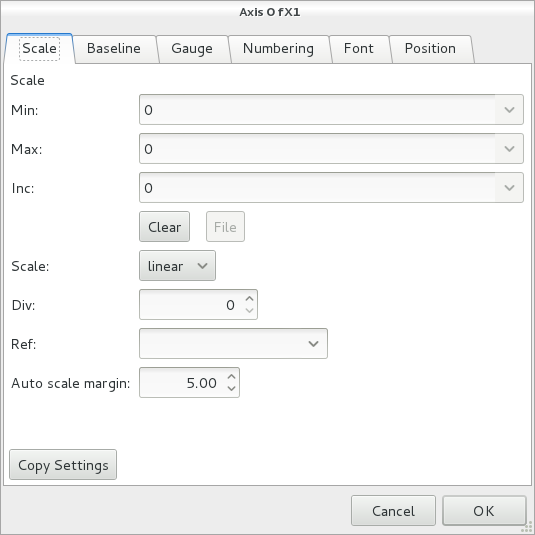 Axis 0 fX1
Scale Baseline Gauge Numbering Font Position
Scale
Min: 0
Max: 0
Inc: 0
Clear File
Scale: linear
Div: 0
Ref:
Auto scale margin: 5.00
Copy Settings
Cancel OK